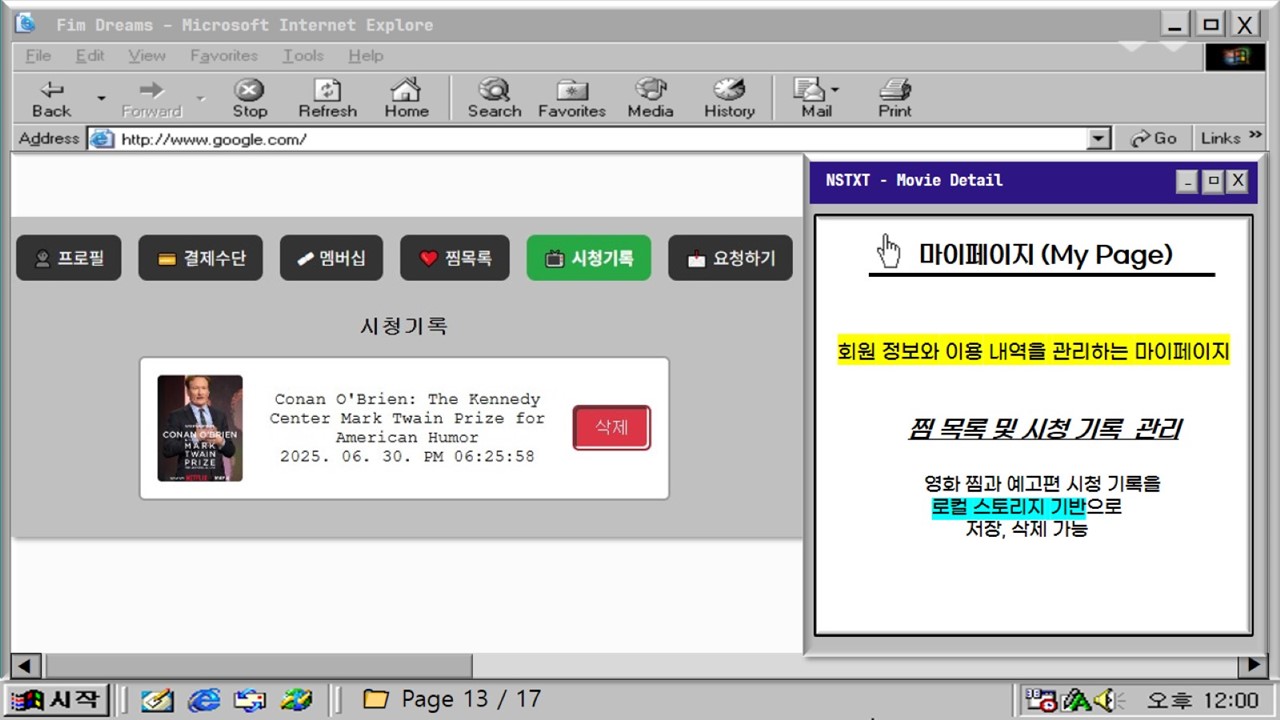 Fim Dreams - Microsoft Internet Explore
File Edit View Favorites Tools Help
Back Forward Stop Refresh Home Search Favorites Media History Mail Print
Address http://www.google.com/ Go Links »
프로필 결제수단 멤버십 찜목록 시청기록 요청하기
시청기록
CONAN O'BRIEN
MARK
TWAIN
PRIZE
Conan O'Brien: The Kennedy
Center Mark Twain Prize for
American Humor
2025. 06. 30. PM 06:25:58
삭제
NSTXT - Movie Detail
마이페이지 (My Page)
회원 정보와 이용 내역을 관리하는 마이페이지
찜 목록 및 시청 기록 관리
영화 찜과 예고편 시청 기록을
로컬 스토리지 기반으로
저장, 삭제 가능
시작 Page 13 / 17 오후 12:00